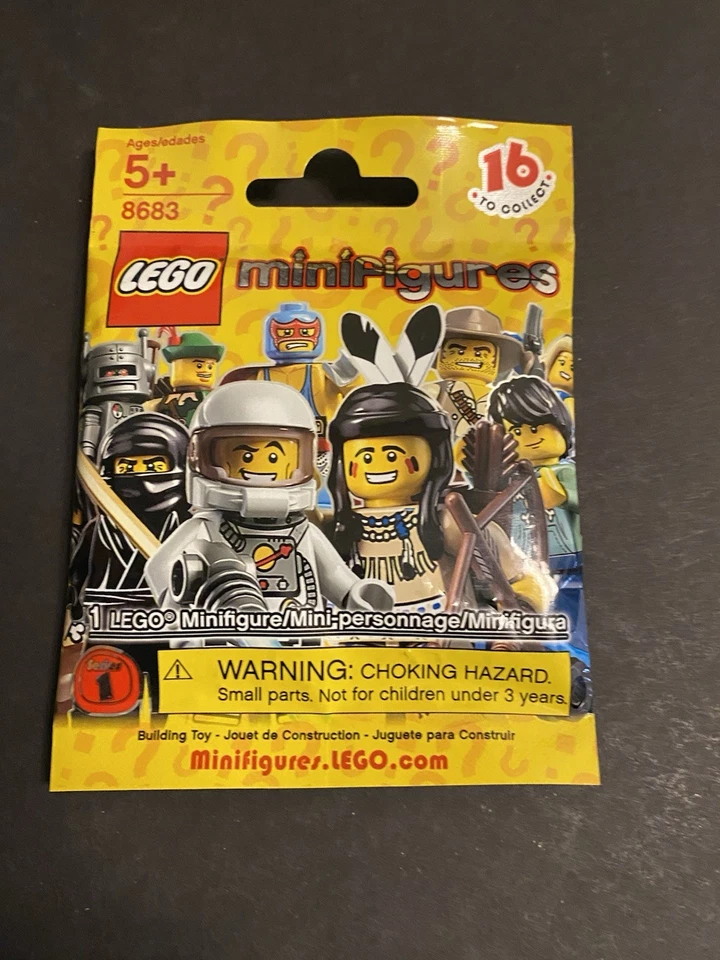 Ages/edades
5+
8683
16
TO COLLECT
LEGO minifigures
1 LEGO® Minifigure/Mini-personnage/Minifigura
Series
1
WARNING: CHOKING HAZARD.
Small parts. Not for children under 3 years.
Building Toy - Jouet de Construction - Juguete para Construir
Minifigures.LEGO.com